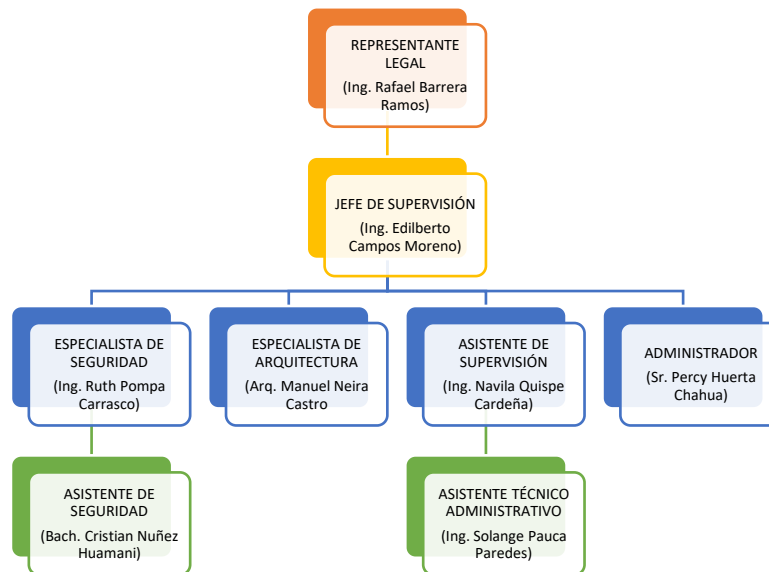 REPRESENTANTE
LEGAL
(Ing. Rafael Barrera
Ramos)
JEFE DE SUPERVISIÓN
(Ing. Edilberto
Campos Moreno)
ESPECIALISTA DE
SEGURIDAD
(Ing. Ruth Pompa
Carrasco)
ESPECIALISTA DE
ARQUITECTURA
(Arq. Manuel Neira
Castro
ASISTENTE DE
SUPERVISIÓN
(Ing. Navila Quispe
Cardeña)
ADMINISTRADOR
(Sr. Percy Huerta
Chahua)
ASISTENTE DE
SEGURIDAD
(Bach. Cristian Nuñez
Huamani)
ASISTENTE TÉCNICO
ADMINISTRATIVO
(Ing. Solange Pauca
Paredes)